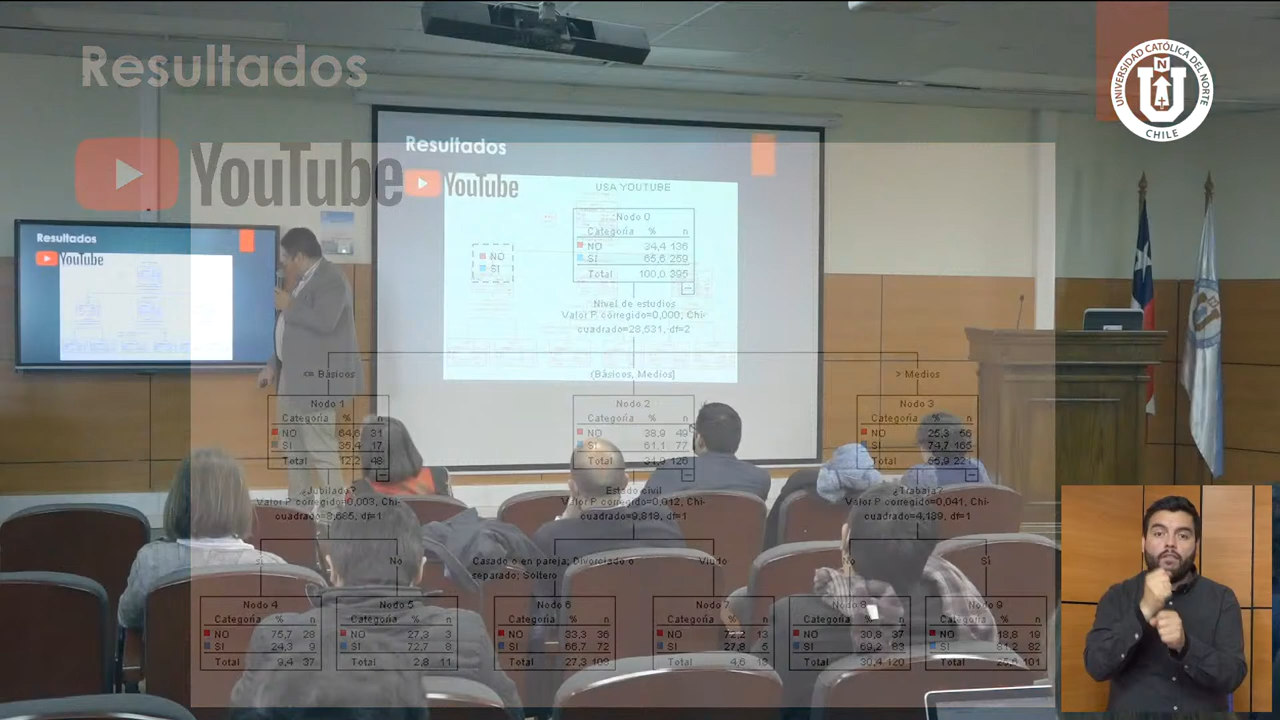 Resultados
YouTube
UNIVERSIDAD CATÓLICA DEL NORTE
CHILE
Resultados
YouTube
Resultados
YouTube
USA YOUTUBE
Nodo 0
Categoría % n
NO 34,4 136
SI 65,6 259
Total 100,0 395
NO
SI
Nivel de estudios
Valor P corregido=0,000, Chi-
cuadrado=28,531, df=2
<= Básicos
(Básicos, Medios]
> Medios
Nodo 1
Categoría % n
NO 64,6 31
SI 35,4 17
Total 12,2 48
Nodo 2
Categoría % n
NO 38,9 49
SI 61,1 77
Total 126
Nodo 3
Categoría % n
NO 25,3 56
SI 74,7 165
Total
¿Jubilado?
Valor P corregido=0,003, Chi-
cuadrado=8,685, df=1
Estado civil
Valor P corregido=0,012, Chi-
cuadrado=9,818, df=1
¿Trabaja?
Valor P corregido=0,041, Chi-
cuadrado=4,189, df=1
No
Casado o en pareja; Divorciado o
separado; Soltero
Viudo
No
Sí
Nodo 4
Categoría % n
NO 75,7 28
SI 24,3 9
Total 9,4 37
Nodo 5
Categoría % n
NO 27,3 3
SI 72,7 8
Total 2,8 11
Nodo 6
Categoría % n
NO 33,3 36
SI 66,7 72
Total 27,3 108
Nodo 7
Categoría % n
NO 72,2 13
SI 27,8 5
Total 4,6 18
Nodo 8
Categoría % n
NO 30,8 37
SI 69,2 83
Total 30,4 120
Nodo 9
Categoría % n
NO 18,8 19
SI 81,2 82
Total 25,6 101